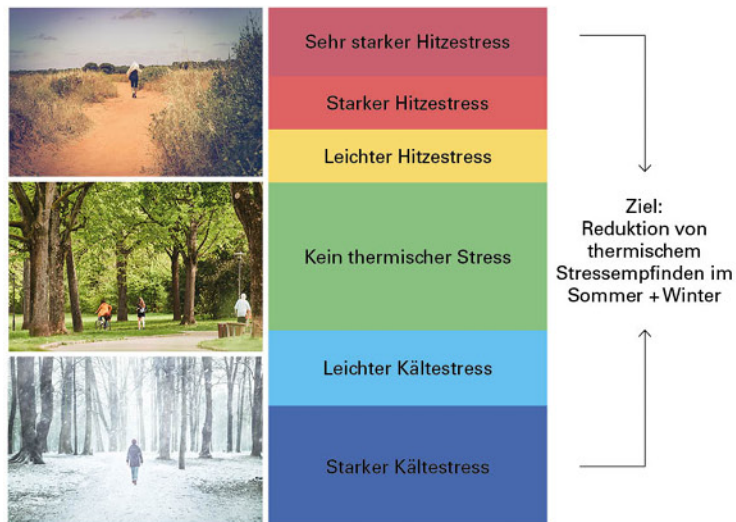 Sehr starker Hitzestress
Starker Hitzestress
Leichter Hitzestress
Kein thermischer Stress
Leichter Kältestress
Starker Kältestress
Ziel:
Reduktion von
thermischem
Stressempfinden im
Sommer + Winter